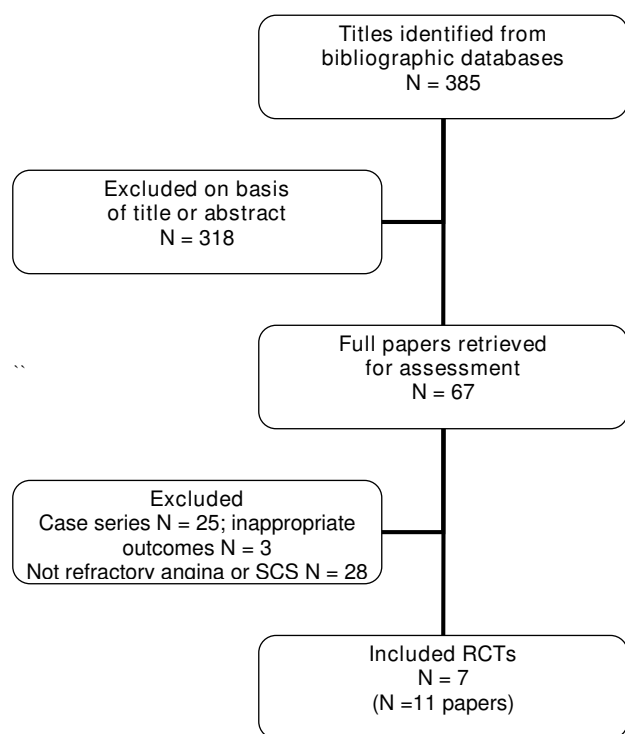 Titles identified from
bibliographic databases
N = 385
Excluded on basis
of title or abstract
N = 318
Full papers retrieved
for assessment
N = 67
``
Excluded
Case series N = 25; inappropriate
outcomes N = 3
Not refractory angina or SCS N = 28
Included RCTs
N = 7
(N =11 papers)